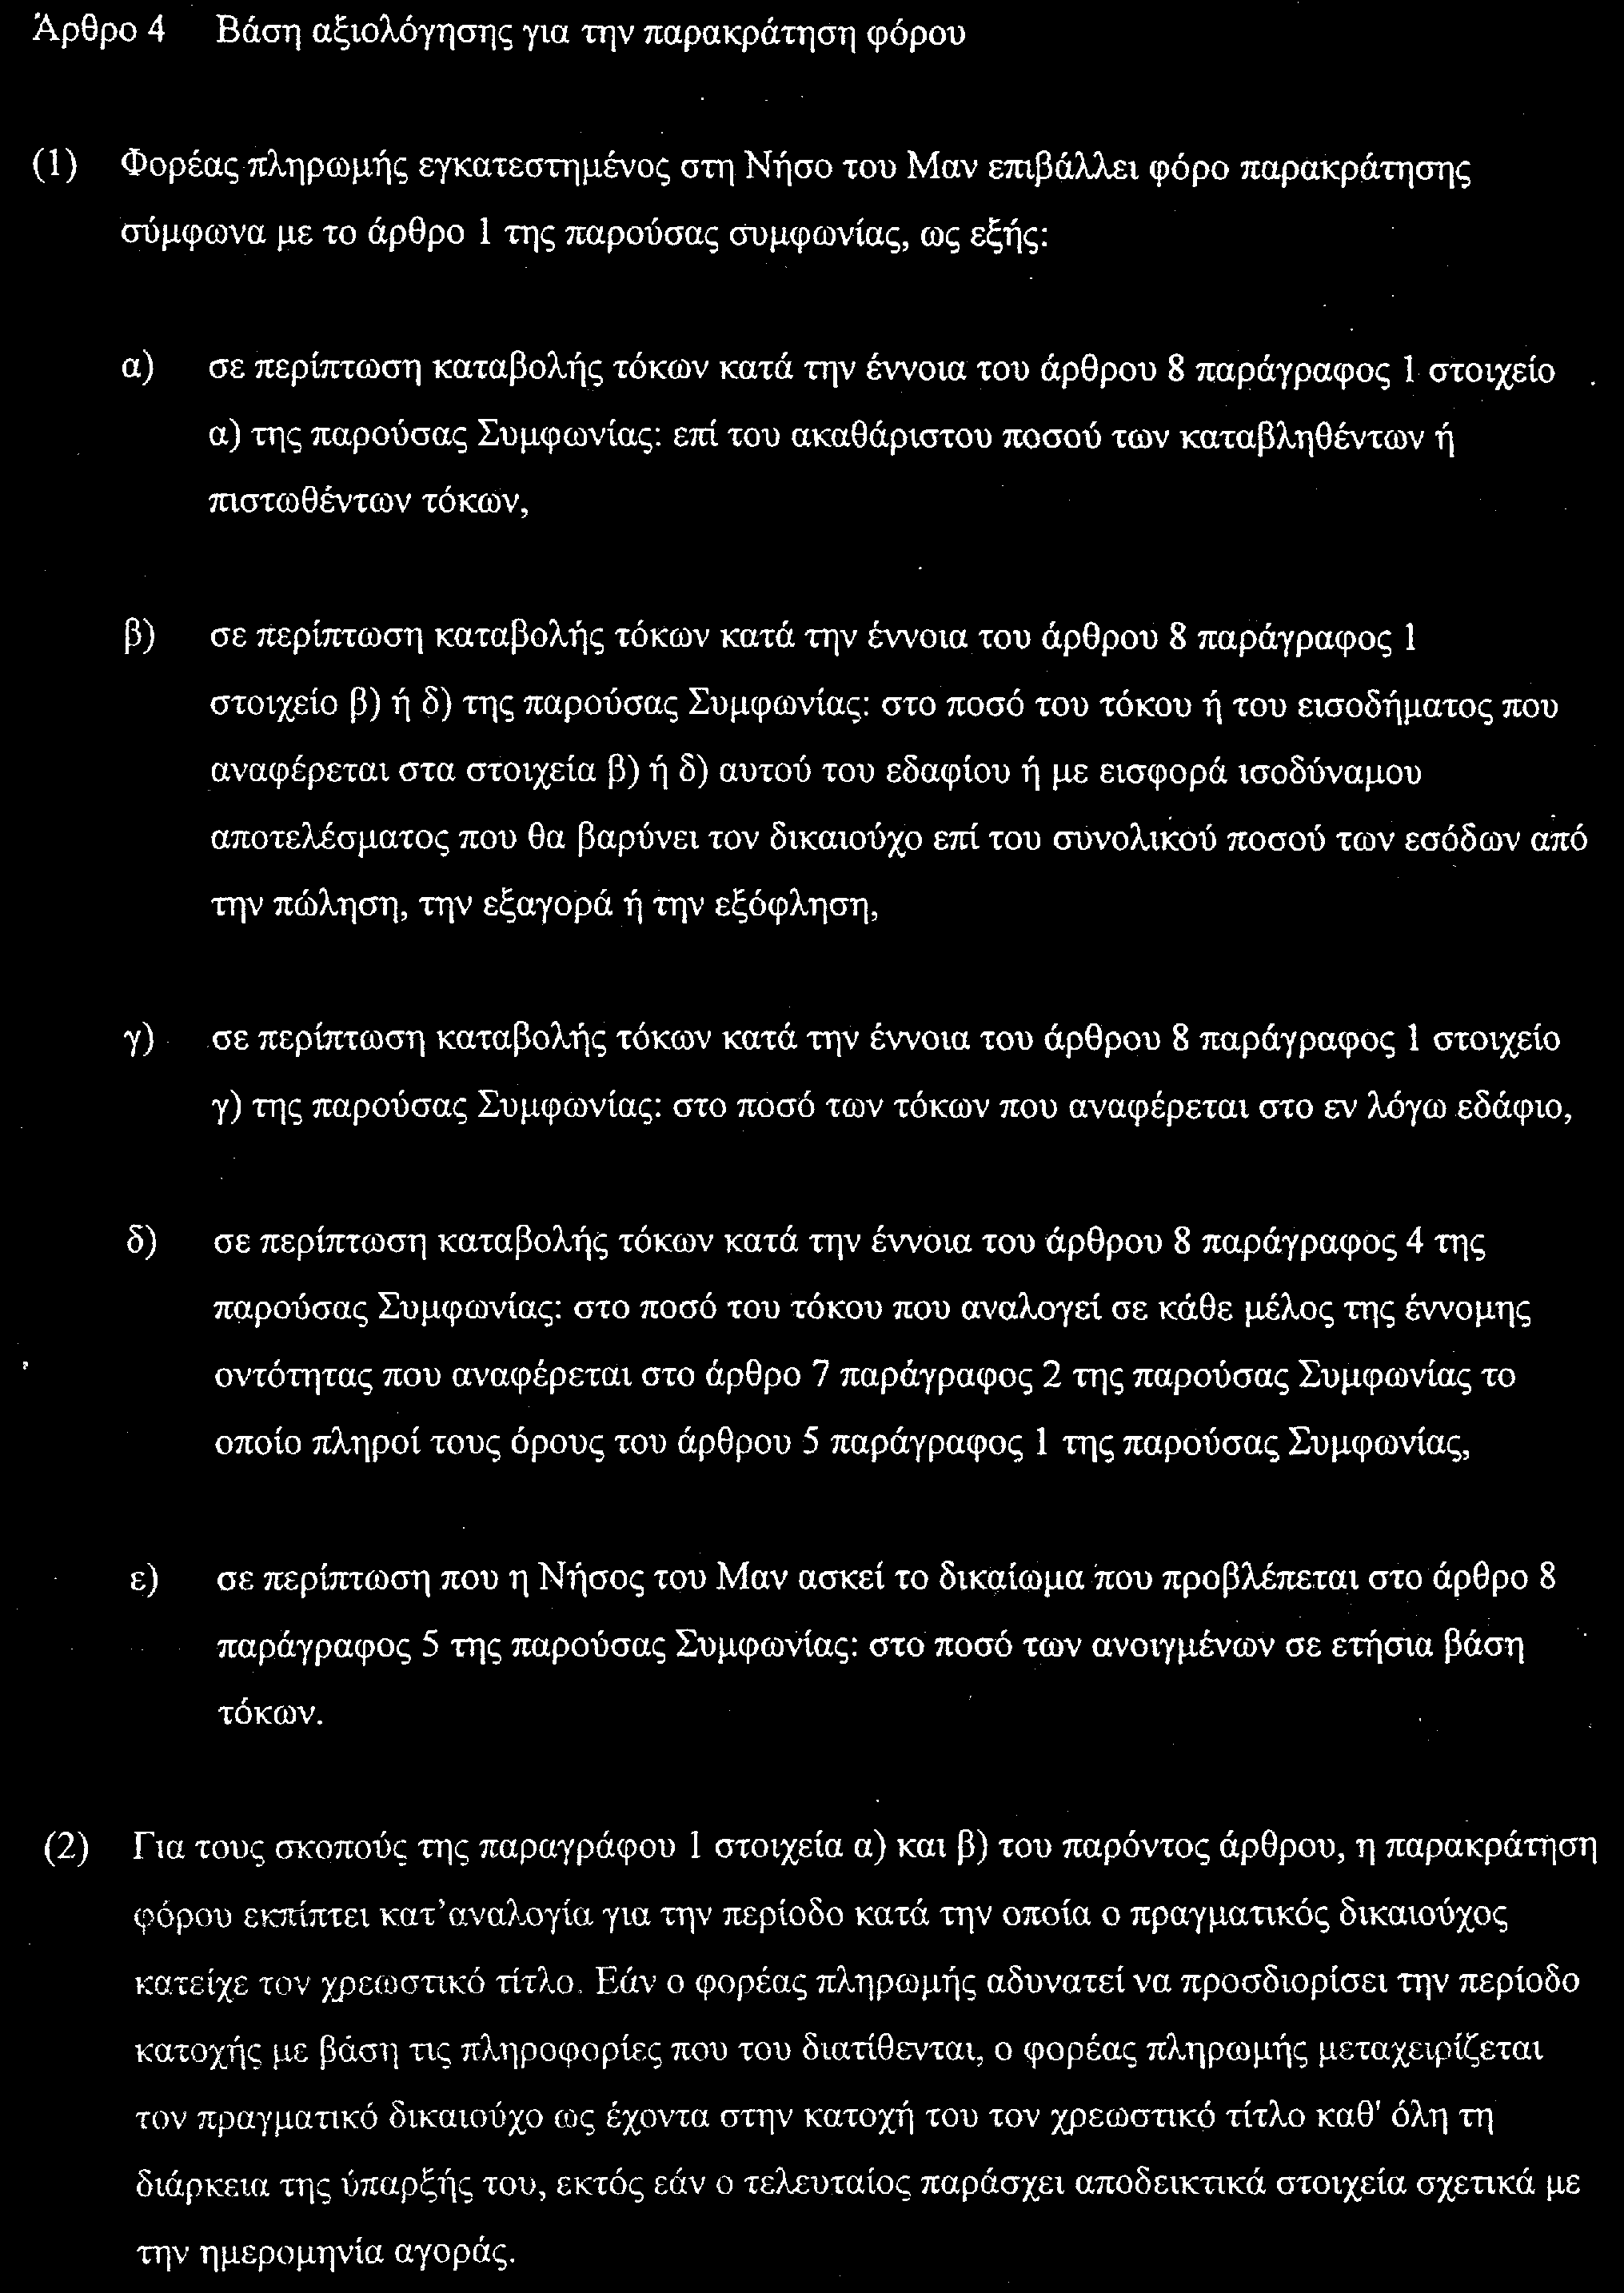 Άρθρο 4 Βάση αξιολόγησης για την παρακράτηση φόρου
(1) Φορέας πληρωμής εγκατεστημένος στη Νήσο του Μαν επιβάλλει φόρο παρακράτησης
σύμφωνα με το άρθρο 1 της παρούσας συμφωνίας, ως εξής:
α) σε περίπτωση καταβολής τόκων κατά την έννοια του άρθρου 8 παράγραφος 1 στοιχείο
α) της παρούσας Συμφωνίας: επί του ακαθάριστου ποσού των καταβληθέντων ή
πιστωθέντων τόκων,
β) σε περίπτωση καταβολής τόκων κατά την έννοια του άρθρου 8 παράγραφος 1
στοιχείο β) ή δ) της παρούσας Συμφωνίας: στο ποσό του τόκου ή του εισοδήματος που
αναφέρεται στα στοιχεία β) ή δ) αυτού του εδαφίου ή με εισφορά ισοδύναμου
αποτελέσματος που θα βαρύνει τον δικαιούχο επί του συνολικού ποσού των εσόδων από
την πώληση, την εξαγορά ή την εξόφληση,
γ) σε περίπτωση καταβολής τόκων κατά την έννοια του άρθρου 8 παράγραφος 1 στοιχείο
γ) της παρούσας Συμφωνίας: στο ποσό των τόκων που αναφέρεται στο εν λόγω εδάφιο,
δ) σε περίπτωση καταβολής τόκων κατά την έννοια του άρθρου 8 παράγραφος 4 της
παρούσας Συμφωνίας: στο ποσό του τόκου που αναλογεί σε κάθε μέλος της έννομης
οντότητας που αναφέρεται στο άρθρο 7 παράγραφος 2 της παρούσας Συμφωνίας το
οποίο πληροί τους όρους του άρθρου 5 παράγραφος 1 της παρούσας Συμφωνίας,
ε) σε περίπτωση που η Νήσος του Μαν ασκεί το δικαίωμα που προβλέπεται στο άρθρο 8
παράγραφος 5 της παρούσας Συμφωνίας: στο ποσό των ανοιγμένων σε ετήσια βάση
τόκων.
(2) Για τους σκοπούς της παραγράφου 1 στοιχεία α) και β) του παρόντος άρθρου, η παρακράτηση
φόρου εκπίπτει κατ’αναλογία για την περίοδο κατά την οποία ο πραγματικός δικαιούχος
κατείχε τον χρεωστικό τίτλο. Εάν ο φορέας πληρωμής αδυνατεί να προσδιορίσει την περίοδο
κατοχής με βάση τις πληροφορίες που του διατίθενται, ο φορέας πληρωμής μεταχειρίζεται
τον πραγματικό δικαιούχο ως έχοντα στην κατοχή του τον χρεωστικό τίτλο καθ' όλη τη
διάρκεια της ύπαρξής του, εκτός εάν ο τελευταίος παράσχει αποδεικτικά στοιχεία σχετικά με
την ημερομηνία αγοράς.